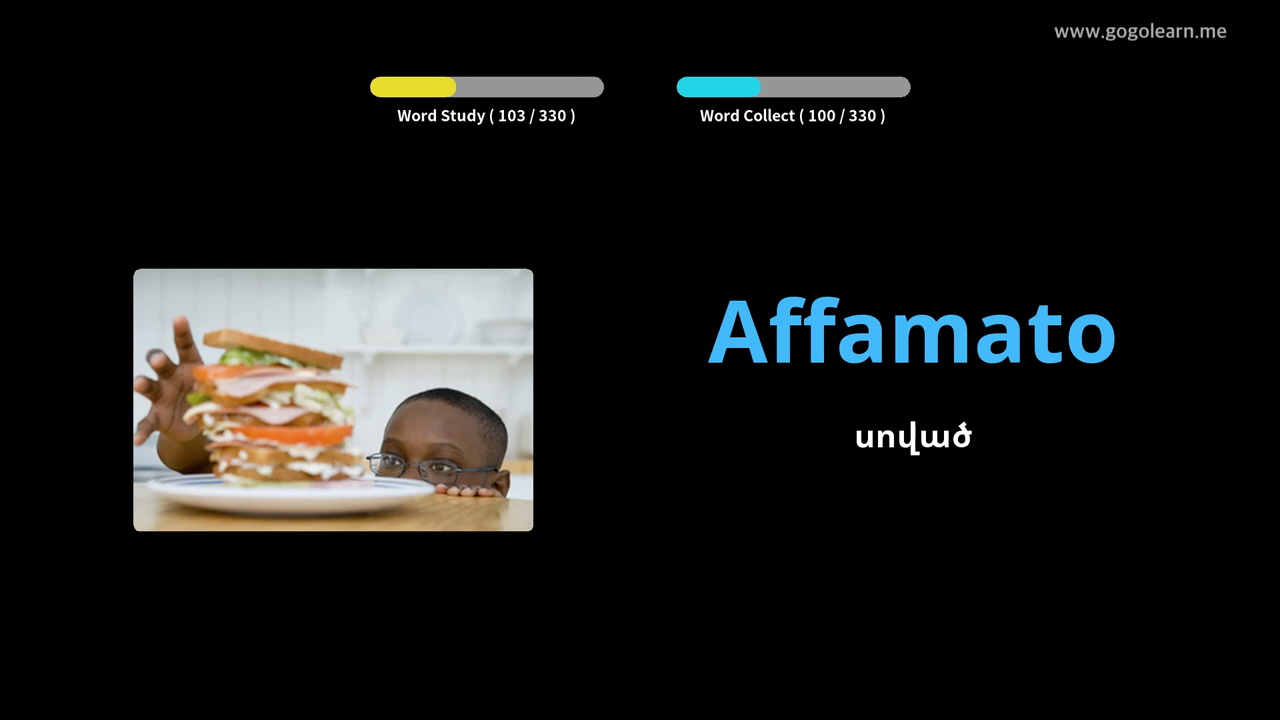 www.gogolearn.me
Word Study ( 103 / 330 )
Word Collect ( 100 / 330 )
Affamato
սոված